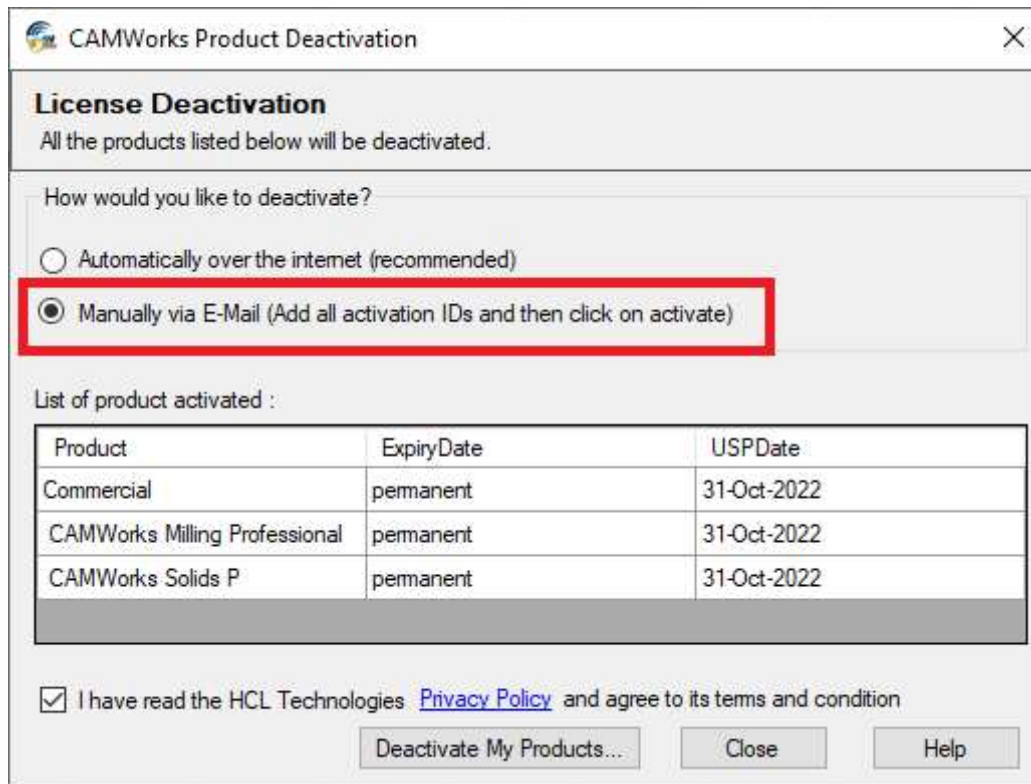 CAMWorks Product Deactivation
License Deactivation
All the products listed below will be deactivated.
How would you like to deactivate?
Automatically over the internet (recommended)
Manually via E-Mail (Add all activation IDs and then click on activate)
List of product activated :
Product ExpiryDate USPDate
Commercial permanent 31-Oct-2022
CAMWorks Milling Professional permanent 31-Oct-2022
CAMWorks Solids P permanent 31-Oct-2022
I have read the HCL Technologies Privacy Policy and agree to its terms and condition
Deactivate My Products... Close Help